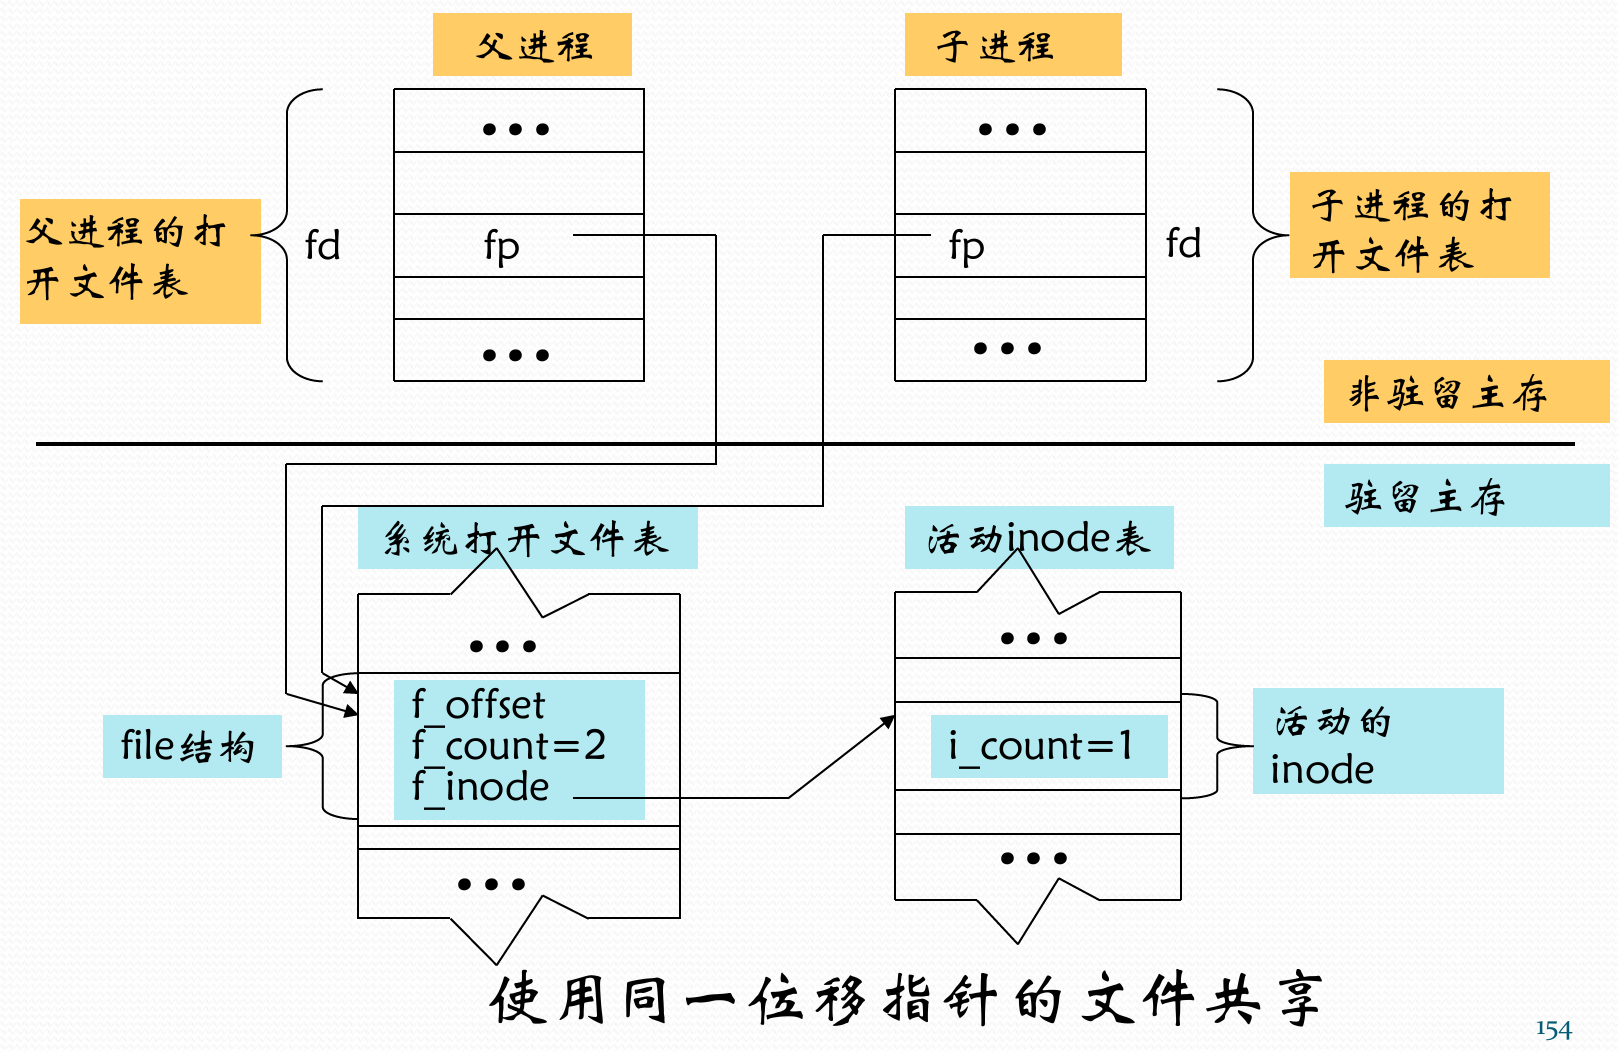 父进程
子进程
•••
•••
父进程的打
开文件表
fd
fp
fp
fd
子进程的打
开文件表
•••
•••
非驻留主存
驻留主存
系统打开文件表
活动inode表
•••
•••
file结构
f_offset
f_count=2
f_inode
i_count=1
活动的
inode
•••
•••
使用同一位移指针的文件共享
154